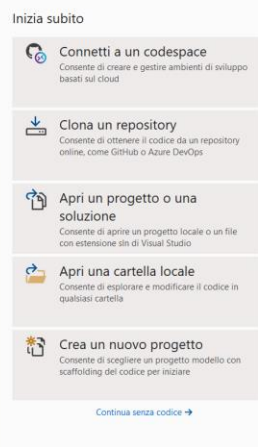 Inizia subito
Connetti a un codespace
Consente di creare e gestire ambienti di sviluppo
basati sul cloud
Clona un repository
Consente di ottenere il codice da un repository
online, come GitHub o Azure DevOps
Apri un progetto o una
soluzione
Consente di aprire un progetto locale o un file
con estensione sln di Visual Studio
Apri una cartella locale
Consente di esplorare e modificare il codice in
qualsiasi cartella
Crea un nuovo progetto
Consente di scegliere un progetto modello con
scaffolding del codice per iniziare
Continua senza codice →